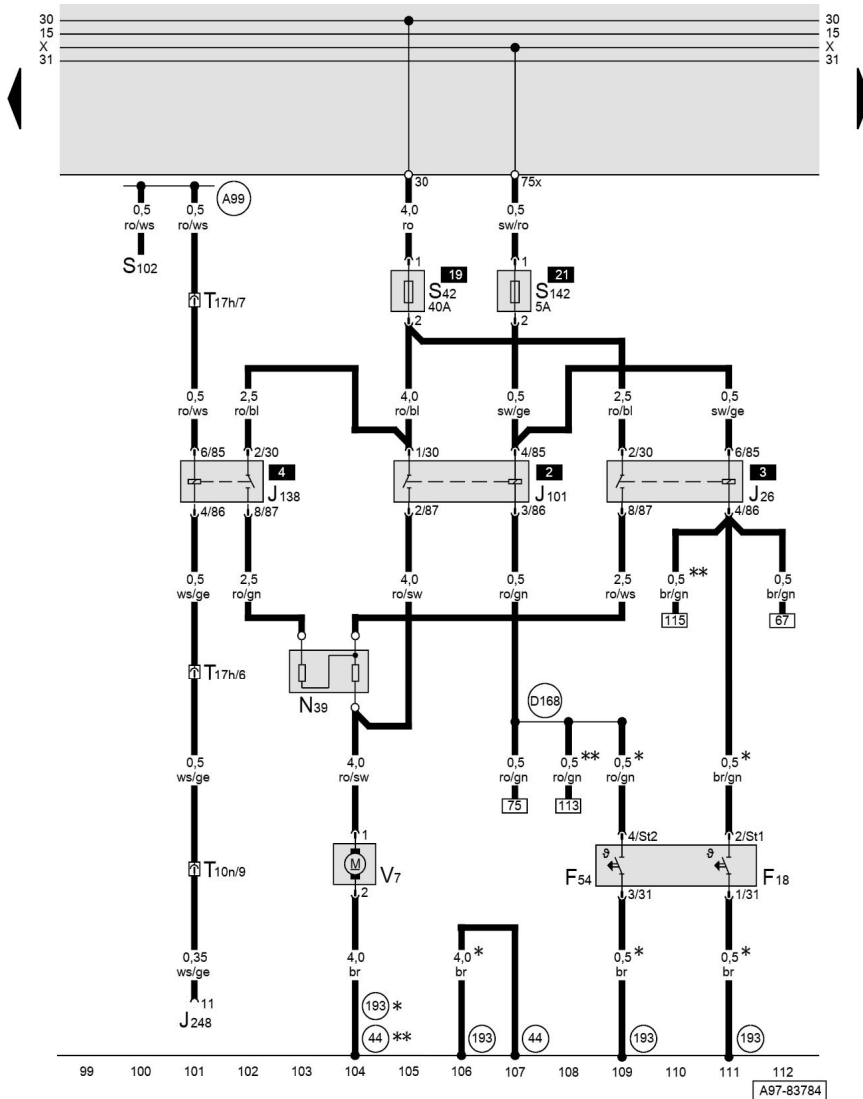 30 30
15 15
X X
31 31
30 75x
A99
0,5 0,5 4,0 0,5
ro/ws ro/ws ro sw/ro
S102
1 19 1 21
T17h/7 S42 S142
40A 5A
2 2
0,5 2,5 4,0 0,5 2,5 0,5
ro/ws ro/bl ro/bl sw/ge ro/bl sw/ge
6/85 2/30 1/30 4/85 2/30 6/85
4 2 3
J138 J101 J26
4/86 8/87 2/87 3/86 8/87 4/86
0,5 2,5 4,0 0,5 2,5 0,5 ** 0,5
ws/ge ro/gn ro/sw ro/gn ro/ws br/gn br/gn
115 67
T17h/6
N39
D168
0,5 4,0 0,5 0,5 ** 0,5 * 0,5 *
ws/ge ro/sw ro/gn ro/gn ro/gn br/gn
75 113
1 4/St2 2/St1
T10n/9 M V7 ϑ ϑ
F54 F18
2 3/31 1/31
0,35 4,0 4,0 * 0,5 * 0,5 *
ws/ge br br br br
11
J248
193 *
44 ** 193 44 193 193
99 100 101 102 103 104 105 106 107 108 109 110 111 112
A97-83784